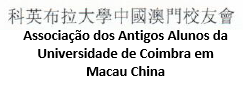 科英布拉大學中國澳門校友會
Associação dos Antigos Alunos da
Universidade de Coimbra em
Macau China